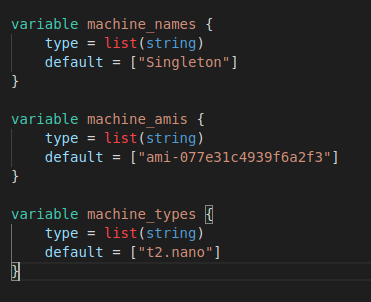 variable machine_names {
    type = list(string)
    default = ["Singleton"]
}

variable machine_amis {
    type = list(string)
    default = ["ami-077e31c4939f6a2f3"]
}

variable machine_types {
    type = list(string)
    default = ["t2.nano"]
}